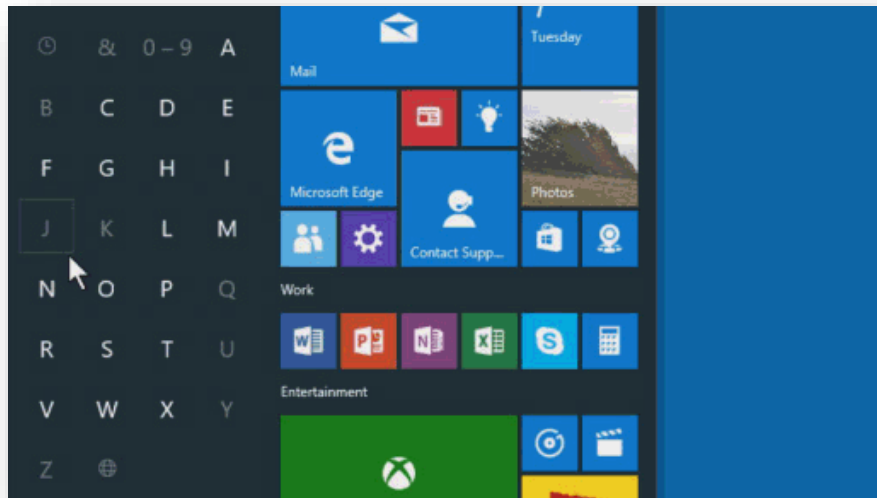 & 0 – 9 A
B C D E
F G H I
J K L M
N O P Q
R S T U
V W X Y
Z
Tuesday
Mail
Microsoft Edge
Contact Supp...
Photos
Work
Entertainment